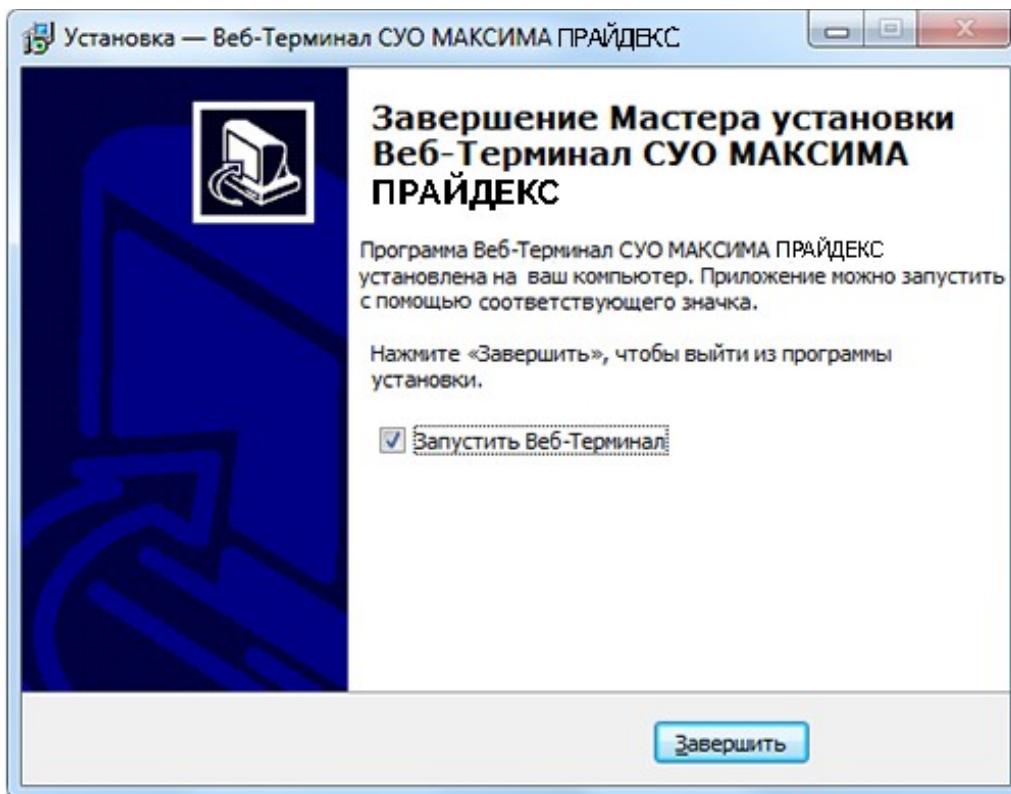 Установка — Веб-Терминал СУО МАКСИМА ПРАЙДЕКС
Завершение Мастера установки
Веб-Терминал СУО МАКСИМА
ПРАЙДЕКС
Программа Веб-Терминал СУО МАКСИМА ПРАЙДЕКС
установлена на ваш компьютер. Приложение можно запустить
с помощью соответствующего значка.
Нажмите «Завершить», чтобы выйти из программы
установки.
Запустить Веб-Терминал
Завершить